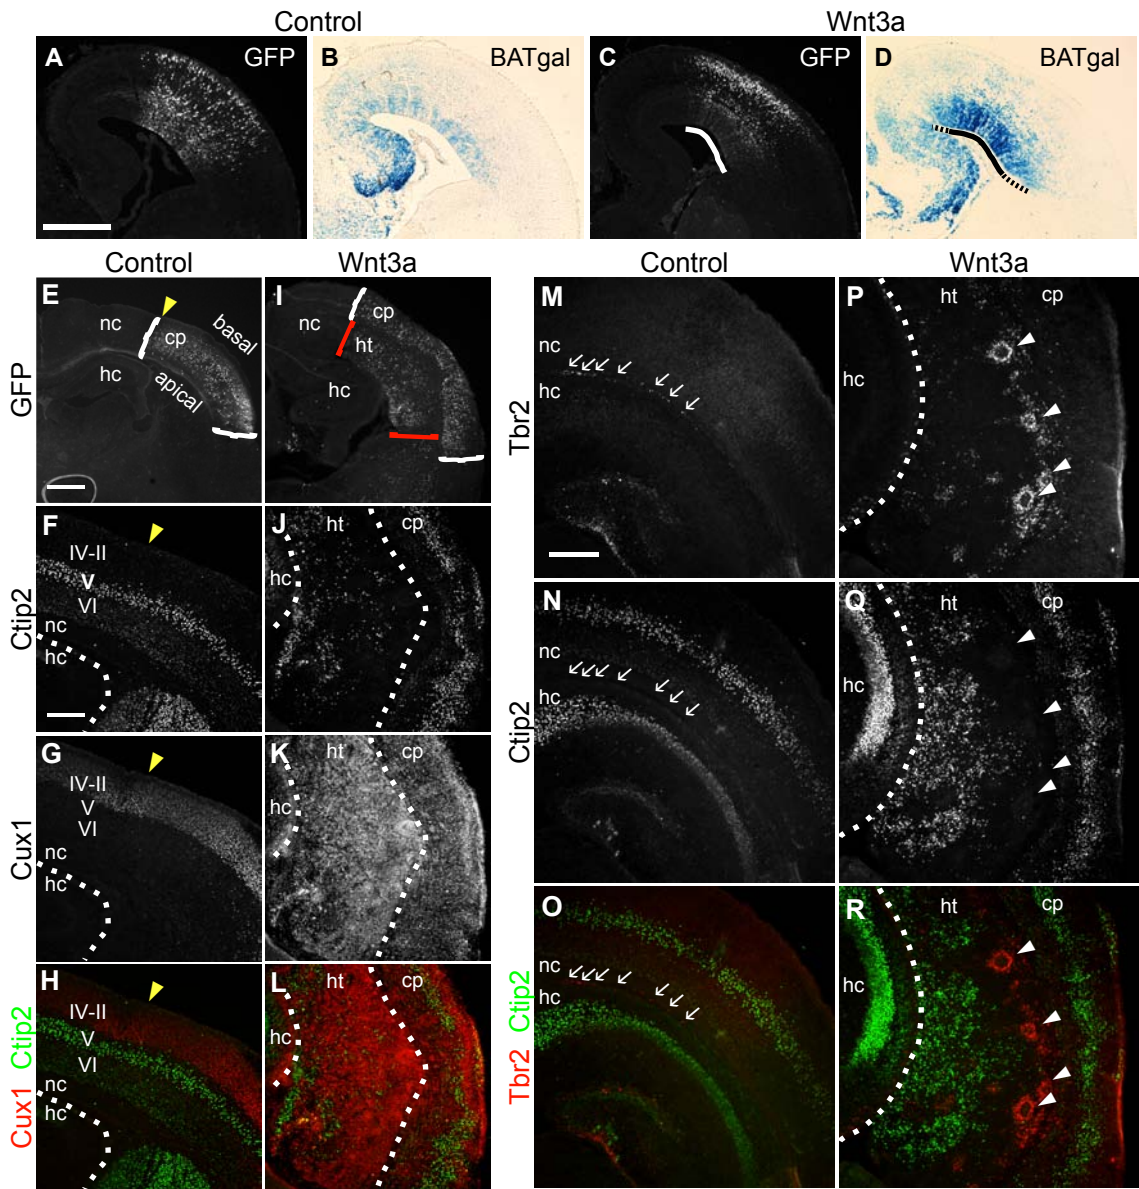 Control Wnt3a
A GFP B BATgal C GFP D BATgal
Control Wnt3a Control Wnt3a
GFP
E nc cp basal apical hc
I cp nc ht hc
Tbr2
M nc hc
P ht cp hc
Ctip2
F IV-II V VI nc hc
J ht cp hc
Ctip2
N nc hc
Q ht cp hc
Cux1
G IV-II V VI nc hc
K ht cp hc
Cux1 Ctip2
H IV-II V VI nc hc
L ht cp hc
Tbr2 Ctip2
O nc hc
R ht cp hc